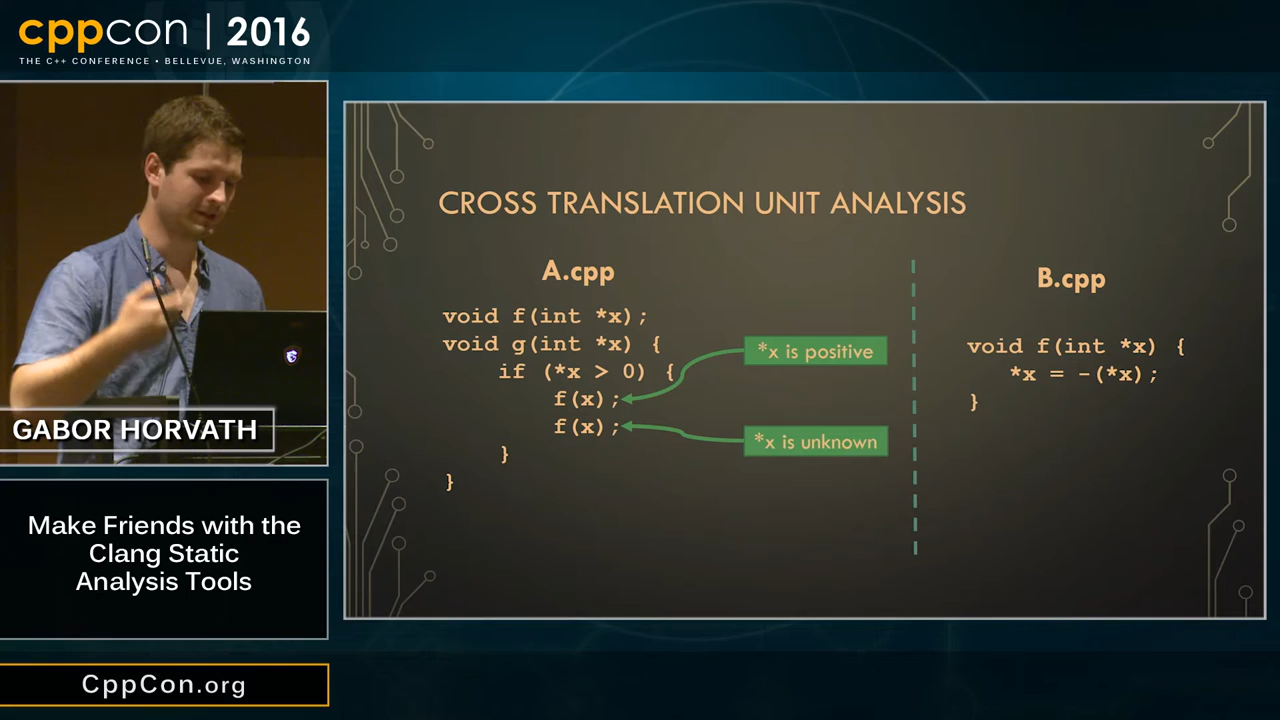 cppcon | 2016
THE C++ CONFERENCE • BELLEVUE, WASHINGTON
CROSS TRANSLATION UNIT ANALYSIS
A.cpp
void f(int *x);
void g(int *x) {
if (*x > 0) {
f(x);
f(x);
}
}
*x is positive
*x is unknown
B.cpp
void f(int *x) {
*x = -(*x);
}
GABOR HORVATH
Make Friends with the
Clang Static
Analysis Tools
CppCon.org